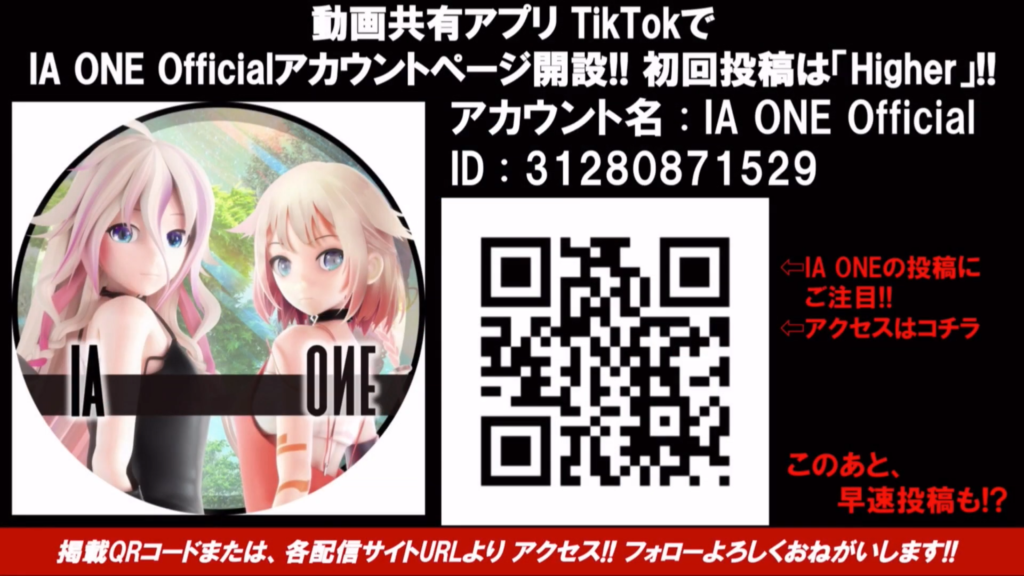 動画共有アプリ TikTokで
IA ONE Officialアカウントページ開設!! 初回投稿は「Higher」!!
アカウント名：IA ONE Official
ID：31280871529
IA ONE
⇦IA ONEの投稿に
ご注目!!
⇦アクセスはコチラ
このあと、
早速投稿も!?
掲載QRコードまたは、各配信サイトURLより アクセス!! フォローよろしくおねがいします!!